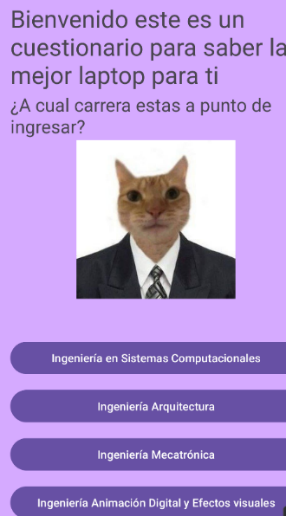 Bienvenido este es un
cuestionario para saber la
mejor laptop para ti
¿A cual carrera estas a punto de
ingresar?
Ingeniería en Sistemas Computacionales
Ingeniería Arquitectura
Ingeniería Mecatrónica
Ingeniería Animación Digital y Efectos visuales